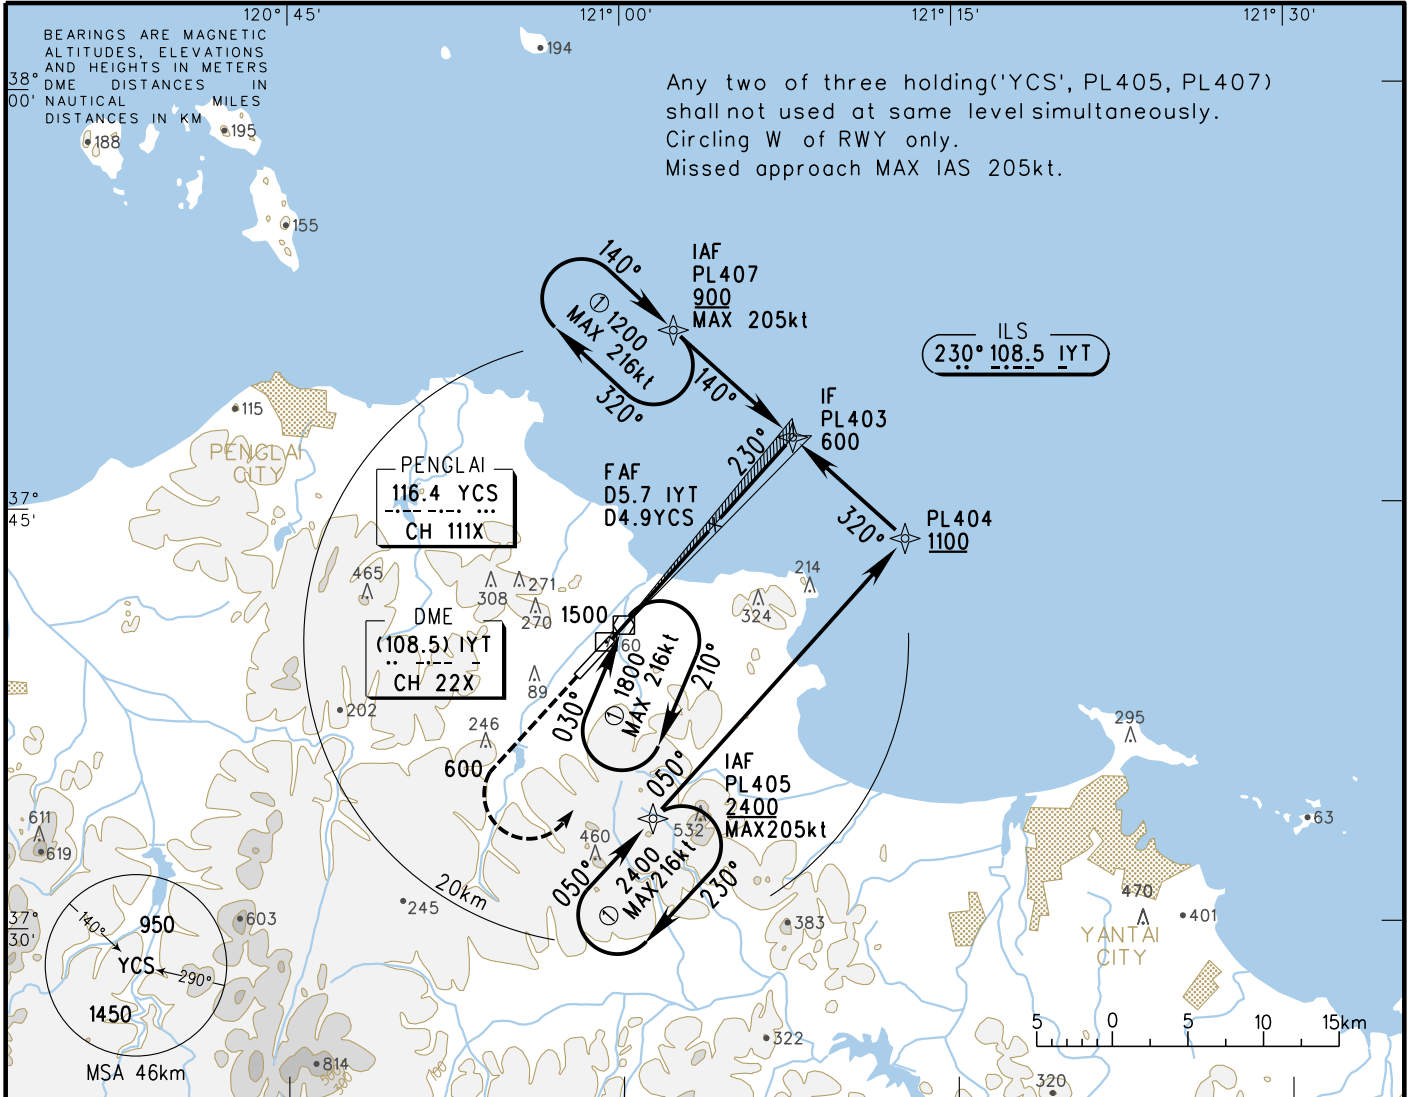 120°45'
121°00'
121°15'
121°30'
BEARINGS ARE MAGNETIC
ALTITUDES, ELEVATIONS
AND HEIGHTS IN METERS
DME DISTANCES IN
NAUTICAL MILES
DISTANCES IN KM
38°
00'
194
195
188
155
Any two of three holding('YCS', PL405, PL407)
shall not used at same level simultaneously.
Circling W of RWY only.
Missed approach MAX IAS 205kt.
140°
IAF
PL407
900
MAX 205kt
① 1200
MAX 216kt
320°
140°
ILS
230° 108.5 IYT
IF
PL403
600
230°
115
PENGLAI
CITY
PENGLAI
116.4 YCS
CH 111X
FAF
D5.7 IYT
D4.9YCS
37°
45'
320°
PL404
1100
465
308
271
270
214
324
DME
(108.5) IYT
CH 22X
1500
60
89
202
246
600
030°
① 1800
MAX 216kt
210°
050°
IAF
PL405
2400
MAX205kt
532
460
050°
① 2400
MAX216kt
230°
295
63
611
619
20km
245
603
383
470
401
YANTAI
CITY
37°
30'
140°
950
YCS
290°
1450
MSA 46km
814
500
300
100
322
320
5 0 5 10 15km